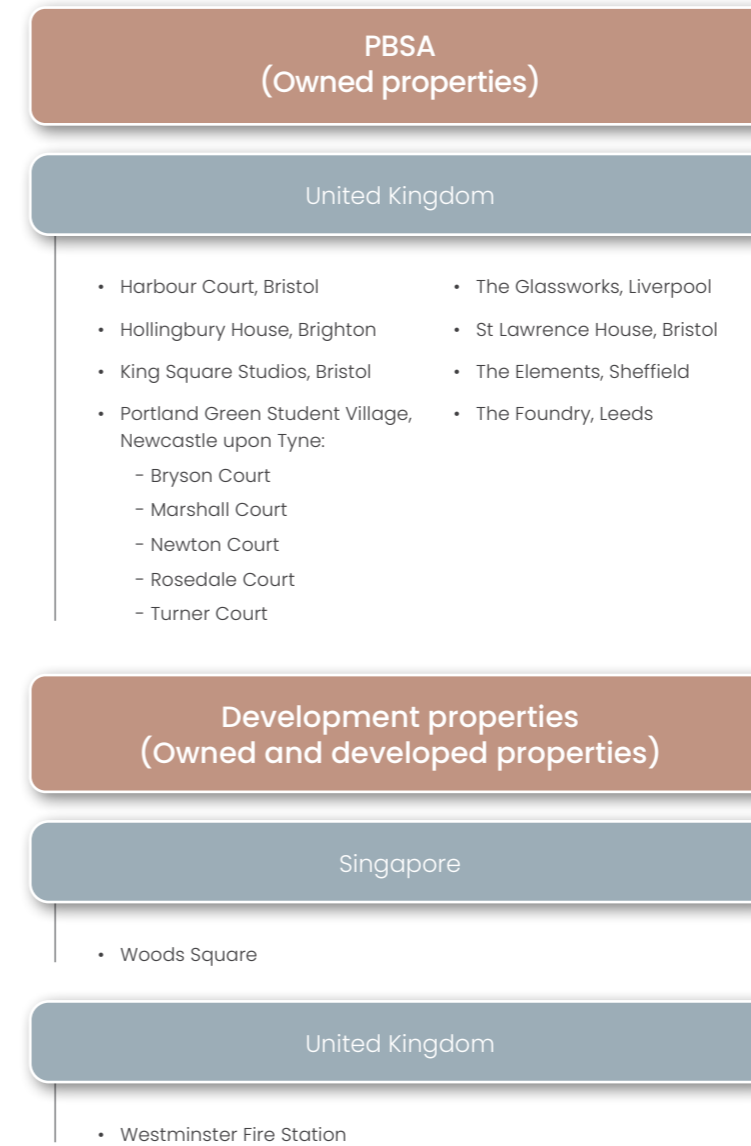 PBSA
(Owned properties)
United Kingdom
• Harbour Court, Bristol
• Hollingbury House, Brighton
• King Square Studios, Bristol
• Portland Green Student Village,
Newcastle upon Tyne:
- Bryson Court
- Marshall Court
- Newton Court
- Rosedale Court
- Turner Court
• The Glassworks, Liverpool
• St Lawrence House, Bristol
• The Elements, Sheffield
• The Foundry, Leeds
Development properties
(Owned and developed properties)
Singapore
• Woods Square
United Kingdom
• Westminster Fire Station